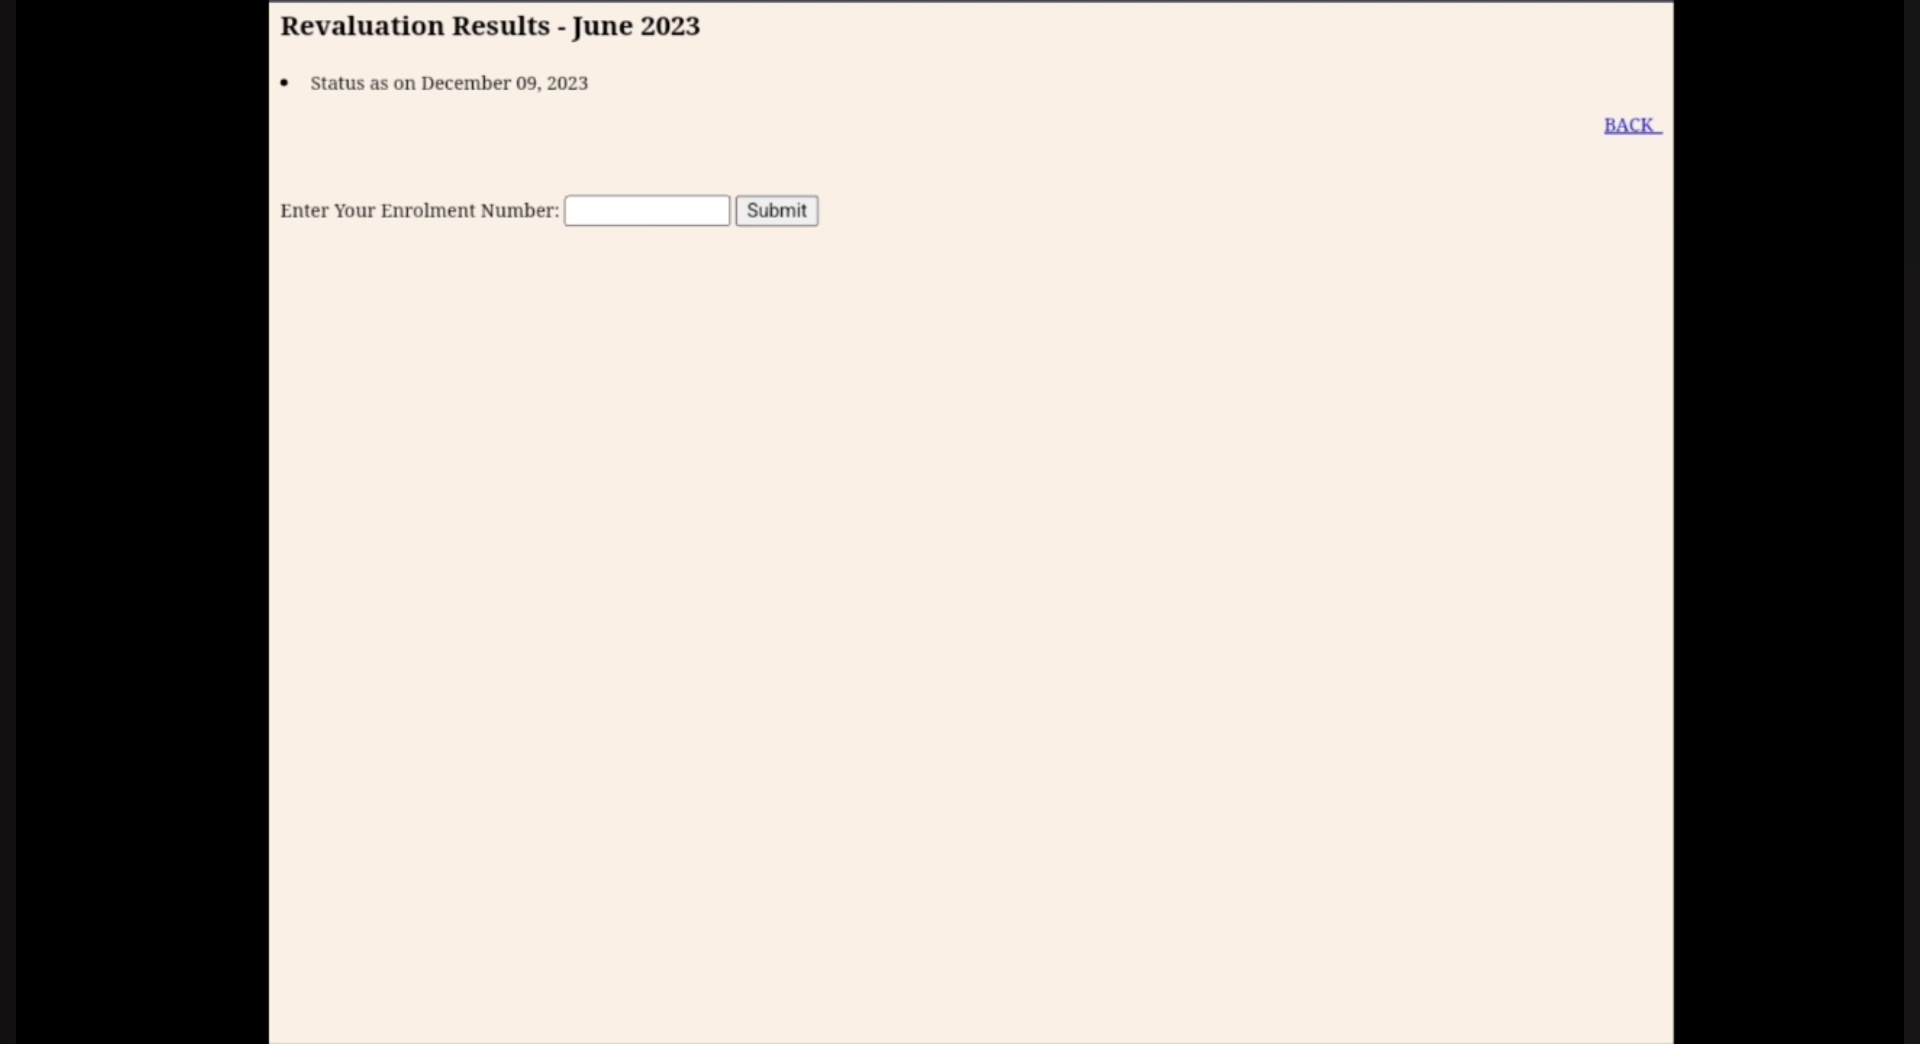 Revaluation Results - June 2023
• Status as on December 09, 2023
BACK
Enter Your Enrolment Number: Submit